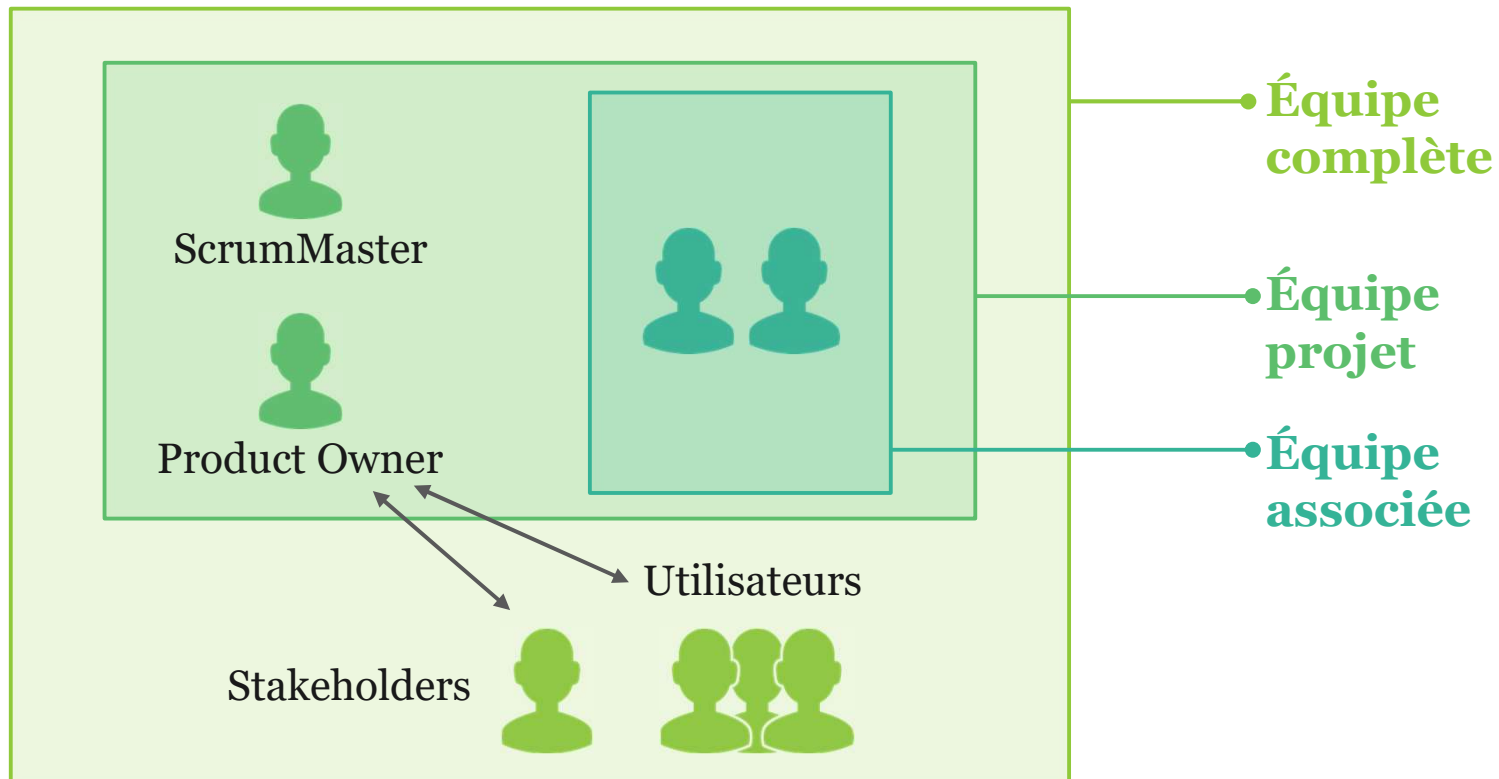 Équipe
complète
ScrumMaster
Équipe
projet
Product Owner
Équipe
associée
Utilisateurs
Stakeholders